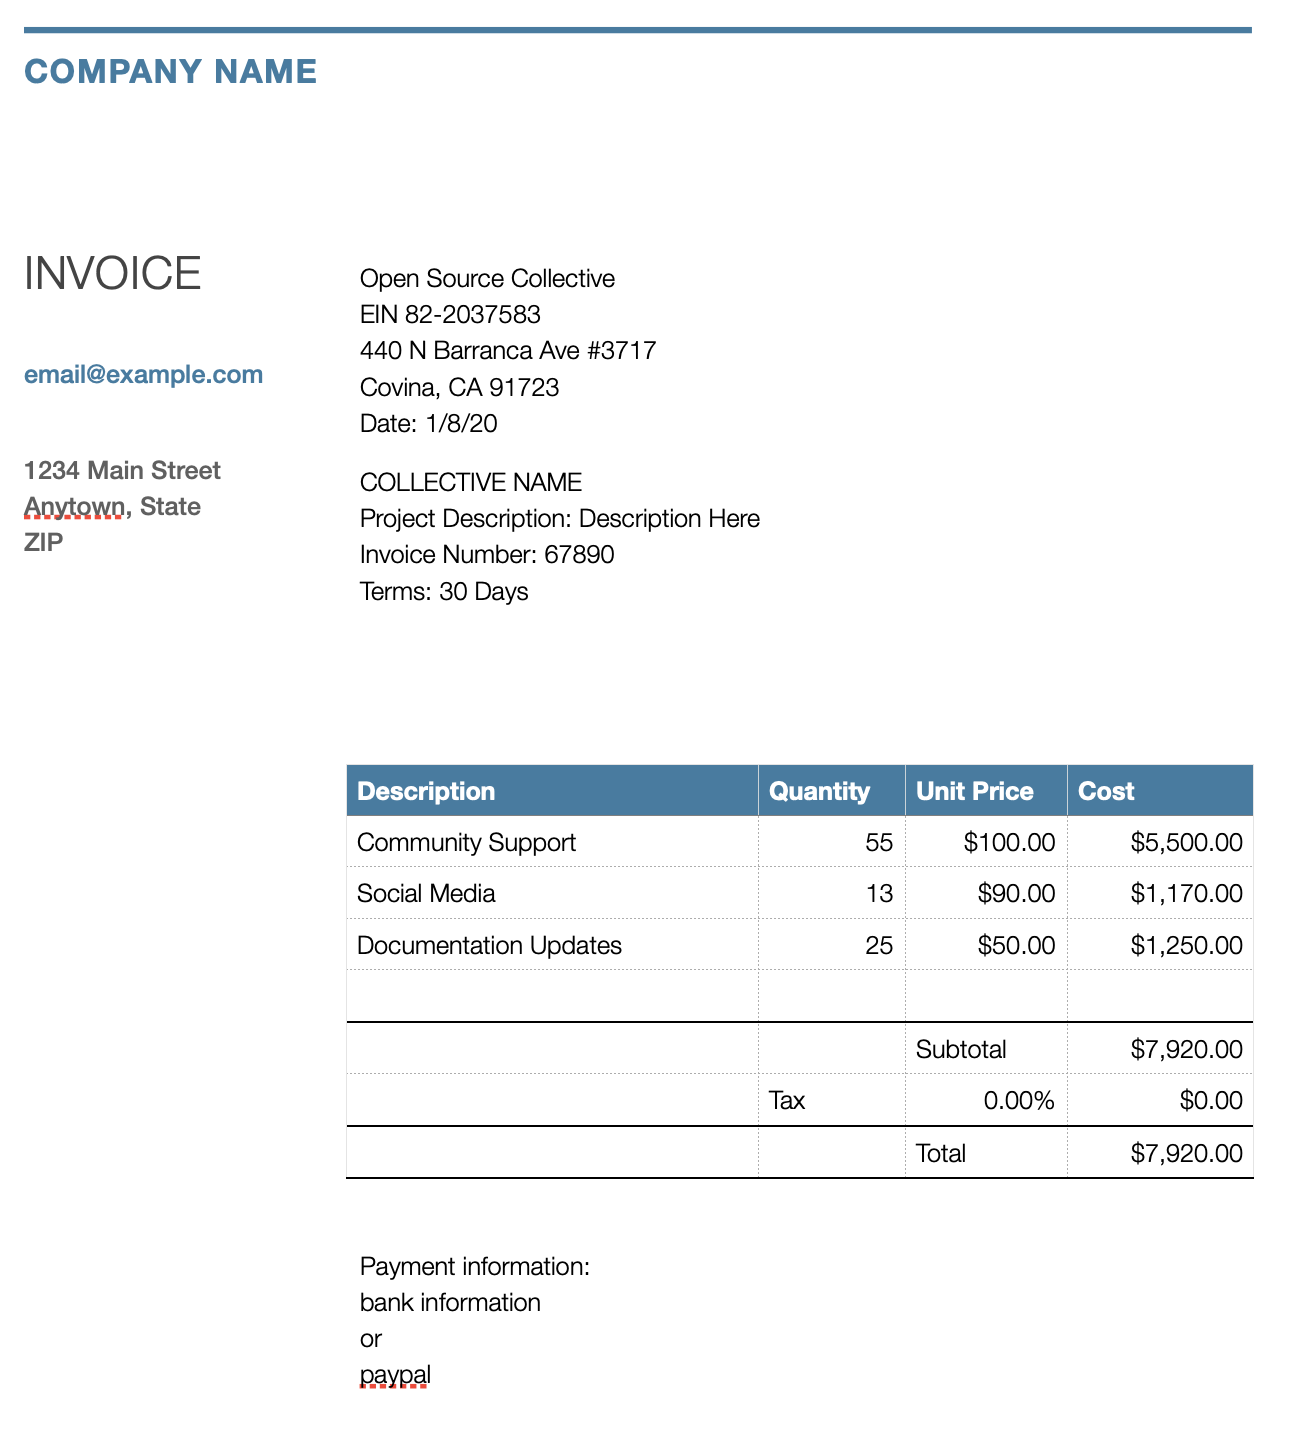 COMPANY NAME
INVOICE
email@example.com
1234 Main Street
Anytown, State
ZIP
Open Source Collective
EIN 82-2037583
440 N Barranca Ave #3717
Covina, CA 91723
Date: 1/8/20
COLLECTIVE NAME
Project Description: Description Here
Invoice Number: 67890
Terms: 30 Days
Description Quantity Unit Price Cost
Community Support 55 $100.00 $5,500.00
Social Media 13 $90.00 $1,170.00
Documentation Updates 25 $50.00 $1,250.00
Subtotal $7,920.00
Tax 0.00% $0.00
Total $7,920.00
Payment information:
bank information
or
paypal